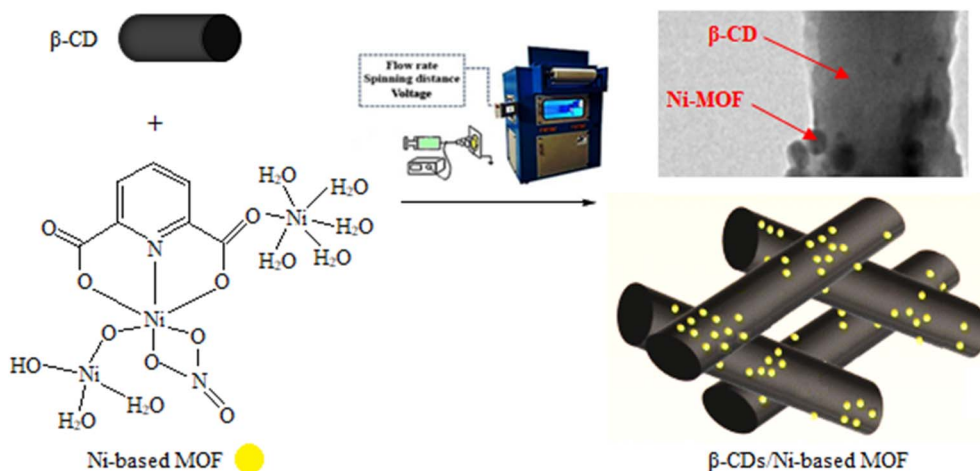 β-CD
+
Flow rate
Spinning distance
Voltage
β-CD
Ni-MOF
H₂O
H₂O
H₂O
H₂O
H₂O
Ni
O
O
O
O
N
Ni
O
O
O
N
O
HO
Ni
H₂O
H₂O
Ni-based MOF
β-CDs/Ni-based MOF